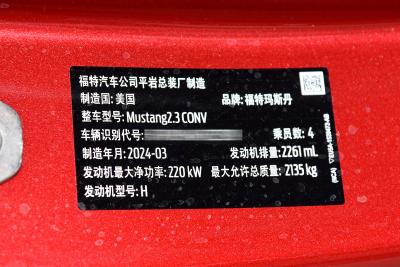 福特汽车公司平岩总装厂制造
制造国: 美国 品牌: 福特玛斯丹
整车型号: Mustang2.3 CONV
车辆识别代号: 乘员数: 4
制造年月: 2024-03 发动机排量: 2261 mL
发动机最大净功率: 220 kW 最大允许总质量: 2135 kg
发动机型号: H